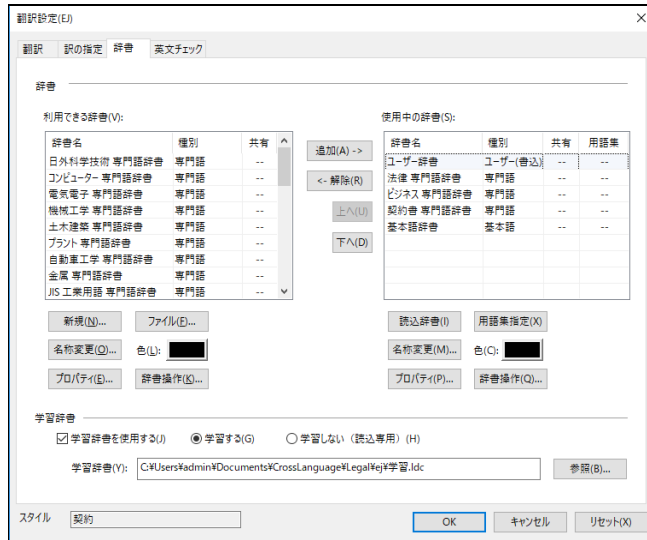 翻訳設定(EJ)
翻訳 訳の指定 辞書 英文チェック
辞書
利用できる辞書(V):
使用中の辞書(S):
辞書名 種別 共有
日外科学技術 専門語辞書 専門語 --
コンピューター 専門語辞書 専門語 --
電気電子 専門語辞書 専門語 --
機械工学 専門語辞書 専門語 --
土木建築 専門語辞書 専門語 --
プラント 専門語辞書 専門語 --
自動車工学 専門語辞書 専門語 --
金属 専門語辞書 専門語 --
JIS 工業用語 専門語辞書 専門語 --
追加(A) ->
<- 解除(R)
上へ(U)
下へ(D)
辞書名 種別 共有 用語集
ユーザー辞書 ユーザー(書込) -- --
法律 専門語辞書 専門語 -- --
ビジネス 専門語辞書 専門語 -- --
契約書 専門語辞書 専門語 -- --
基本語辞書 基本語 -- --
新規(N)... ファイル(F)...
名称変更(O)... 色(L):
プロパティ(E)... 辞書操作(K)...
読込辞書(I) 用語集指定(X)
名称変更(M)... 色(C):
プロパティ(P)... 辞書操作(Q)...
学習辞書
学習辞書を使用する(J) 学習する(G) 学習しない（読込専用）(H)
学習辞書(Y): C:¥Users¥admin¥Documents¥CrossLanguage¥Legal¥ej¥学習.ldc 参照(B)...
スタイル 契約 OK キャンセル リセット(X)